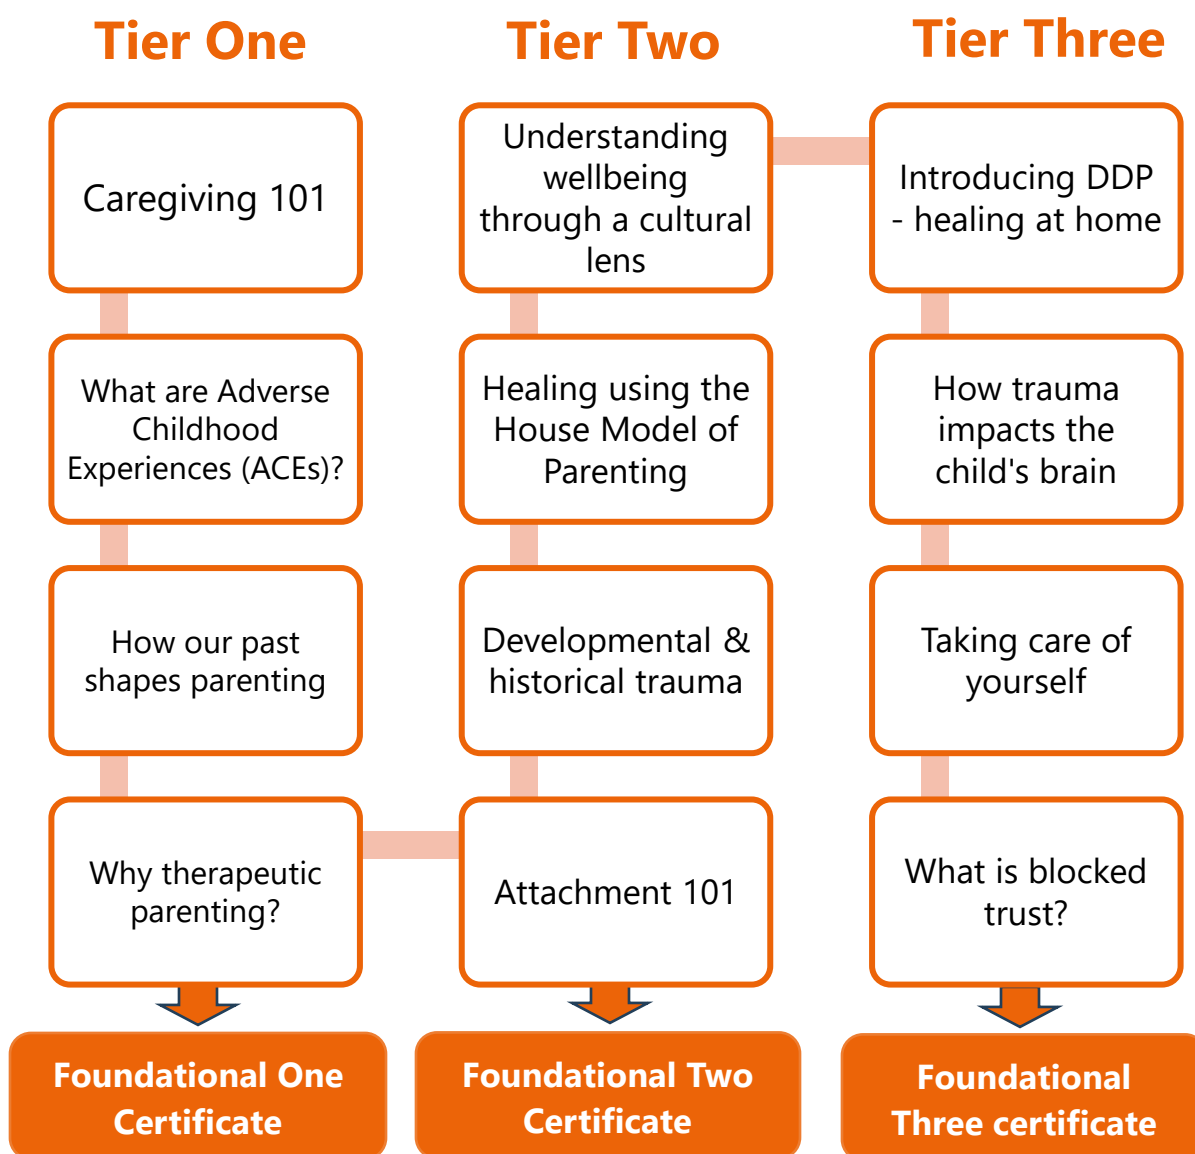 Tier One
Caregiving 101
What are Adverse
Childhood
Experiences (ACEs)?
How our past
shapes parenting
Why therapeutic
parenting?
Foundational One
Certificate
Tier Two
Understanding
wellbeing
through a cultural
lens
Healing using the
House Model of
Parenting
Developmental &
historical trauma
Attachment 101
Foundational Two
Certificate
Tier Three
Introducing DDP
- healing at home
How trauma
impacts the
child's brain
Taking care of
yourself
What is blocked
trust?
Foundational
Three certificate